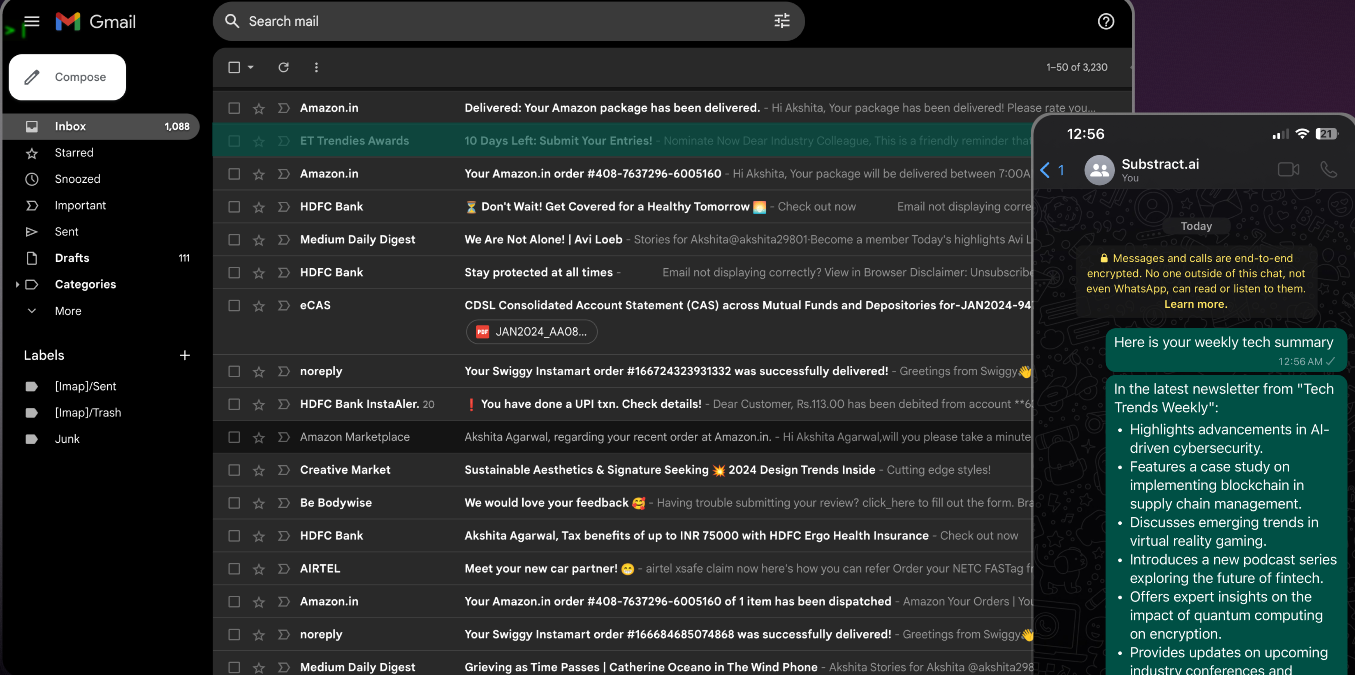 Gmail
Search mail
Compose
1–50 of 3,230
Inbox 1,088
Starred
Snoozed
Important
Sent
Drafts 111
Categories
More
Labels +
[Imap]/Sent
[Imap]/Trash
Junk
Amazon.in Delivered: Your Amazon package has been delivered. - Hi Akshita, Your package has been delivered! Please rate you...
ET Trendies Awards 10 Days Left: Submit Your Entries! - Nominate Now Dear Industry Colleague, This is a friendly reminder that
Amazon.in Your Amazon.in order #408-7637296-6005160 - Hi Akshita, Your package will be delivered between 7:00A
HDFC Bank ⏳ Don't Wait! Get Covered for a Healthy Tomorrow 🌅 - Check out now Email not displaying corre
Medium Daily Digest We Are Not Alone! | Avi Loeb - Stories for Akshita@akshita29801·Become a member Today's highlights Avi L
HDFC Bank Stay protected at all times - Email not displaying correctly? View in Browser Disclaimer: Unsubscribe
eCAS CDSL Consolidated Account Statement (CAS) across Mutual Funds and Depositories for-JAN2024-94
PDF JAN2024_AA08...
noreply Your Swiggy Instamart order #166724323931332 was successfully delivered! - Greetings from Swiggy👋
HDFC Bank InstaAler. 20 ❗ You have done a UPI txn. Check details! - Dear Customer, Rs.113.00 has been debited from account **6
Amazon Marketplace Akshita Agarwal, regarding your recent order at Amazon.in. - Hi Akshita Agarwal,will you please take a minute
Creative Market Sustainable Aesthetics & Signature Seeking 💥 2024 Design Trends Inside - Cutting edge styles!
Be Bodywise We would love your feedback 🥰 - Having trouble submitting your review? click_here to fill out the form. Bra
HDFC Bank Akshita Agarwal, Tax benefits of up to INR 75000 with HDFC Ergo Health Insurance - Check out now
AIRTEL Meet your new car partner! 😁 - airtel xsafe claim now here's how you can refer Order your NETC FASTag fr
Amazon.in Your Amazon.in order #408-7637296-6005160 of 1 item has been dispatched - Amazon Your Orders | You
noreply Your Swiggy Instamart order #166684685074868 was successfully delivered! - Greetings from Swiggy👋
Medium Daily Digest Grieving as Time Passes | Catherine Oceano in The Wind Phone - Akshita Stories for Akshita @akshita298
12:56 21
1 Substract.ai
You
Today
🔒 Messages and calls are end-to-end
encrypted. No one outside of this chat, not
even WhatsApp, can read or listen to them.
Learn more.
Here is your weekly tech summary
12:56 AM ✓
In the latest newsletter from "Tech
Trends Weekly":
• Highlights advancements in AI-
driven cybersecurity.
• Features a case study on
implementing blockchain in
supply chain management.
• Discusses emerging trends in
virtual reality gaming.
• Introduces a new podcast series
exploring the future of fintech.
• Offers expert insights on the
impact of quantum computing
on encryption.
• Provides updates on upcoming
industry conferences and